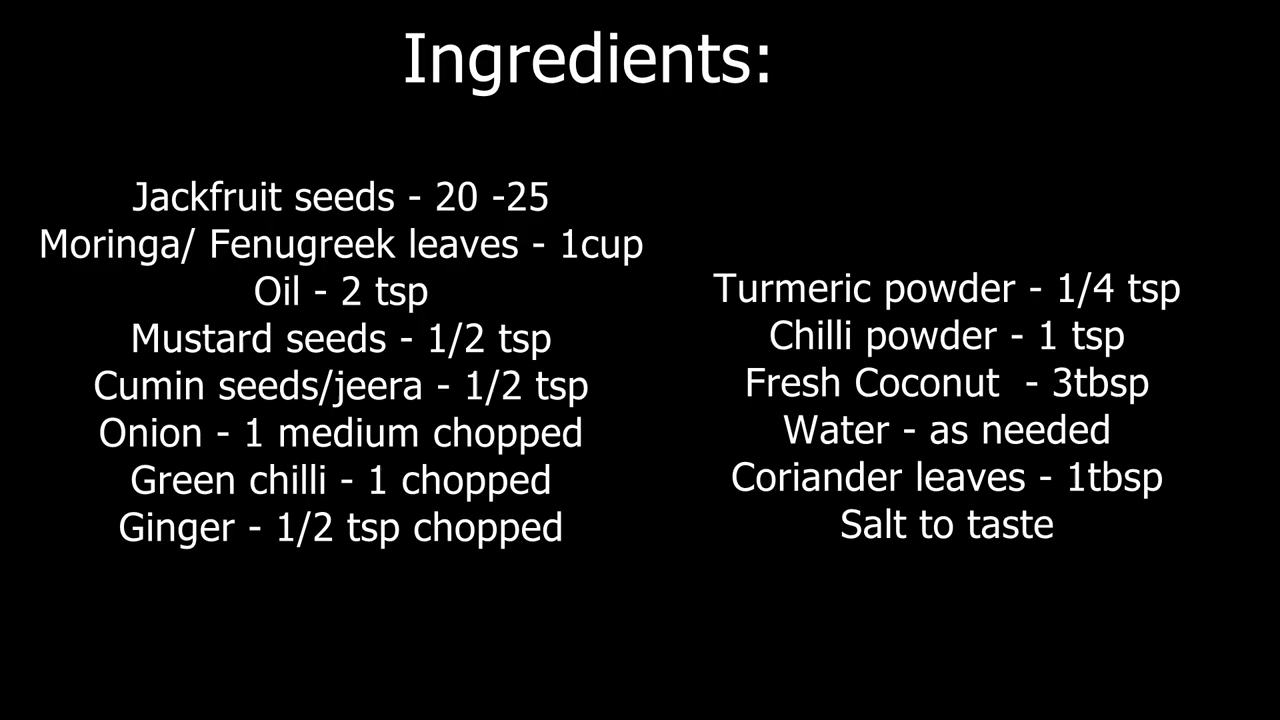 Ingredients:
Jackfruit seeds - 20 -25
Moringa/ Fenugreek leaves - 1cup
Oil - 2 tsp
Mustard seeds - 1/2 tsp
Cumin seeds/jeera - 1/2 tsp
Onion - 1 medium chopped
Green chilli - 1 chopped
Ginger - 1/2 tsp chopped
Turmeric powder - 1/4 tsp
Chilli powder - 1 tsp
Fresh Coconut  - 3tbsp
Water - as needed
Coriander leaves - 1tbsp
Salt to taste